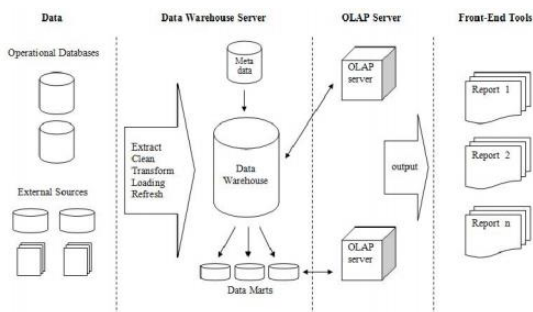 Data
Data Warehouse Server
OLAP Server
Front-End Tools
Operational Databases
External Sources
Extract
Clean
Transform
Loading
Refresh
Meta
data
Data
Warehouse
Data Marts
OLAP
server
OLAP
server
output
Report 1
Report 2
Report n